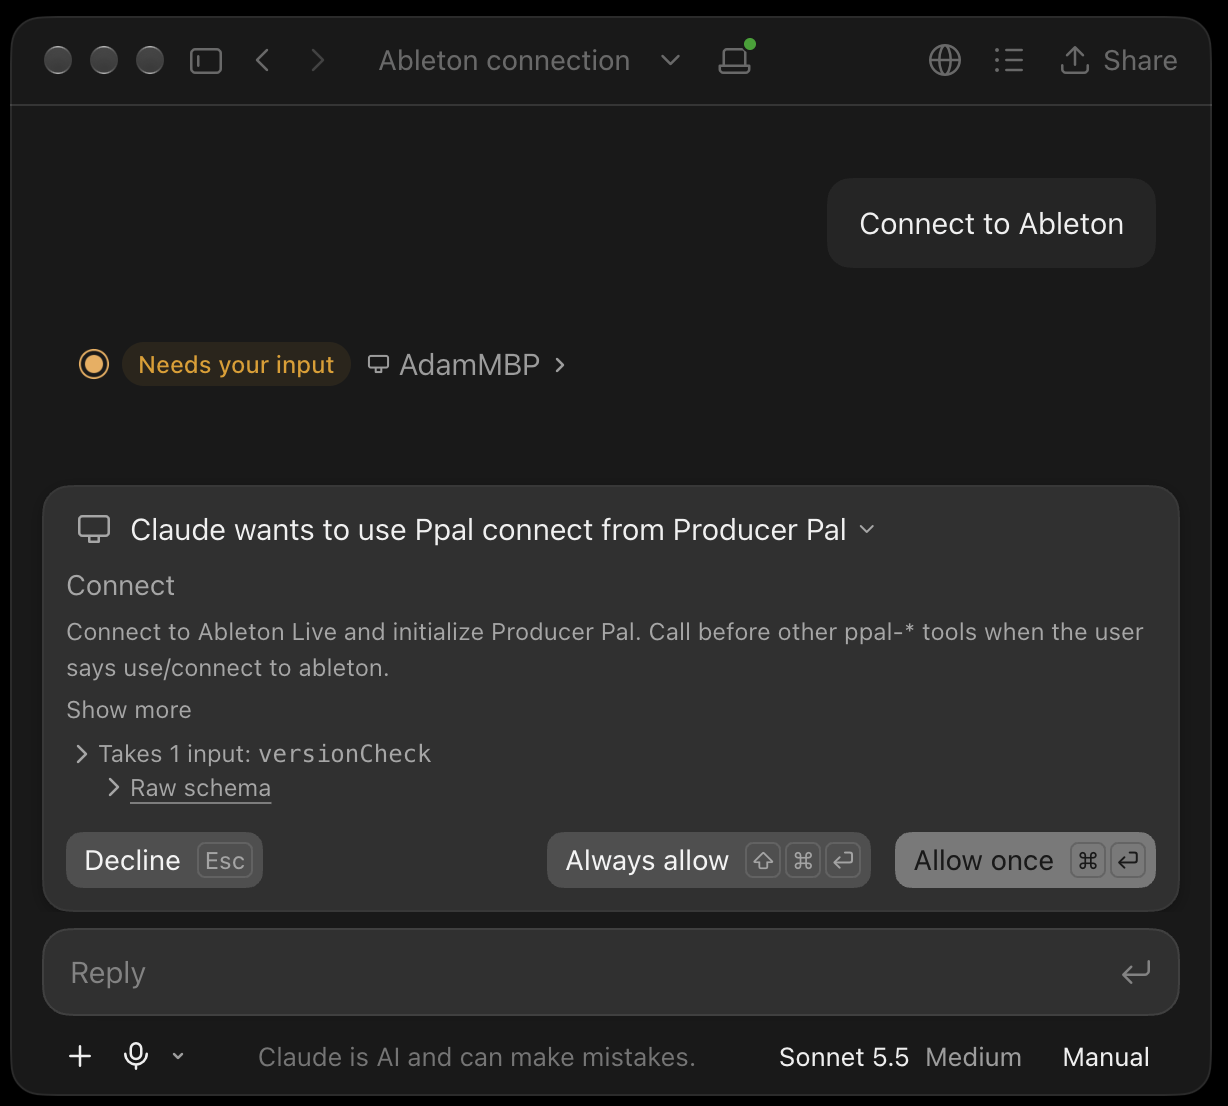 Ableton connection
Share
Connect to Ableton
Needs your input
AdamMBP
Claude wants to use Ppal connect from Producer Pal
Connect
Connect to Ableton Live and initialize Producer Pal. Call before other ppal-* tools when the user
says use/connect to ableton.
Show more
Takes 1 input: versionCheck
Raw schema
Decline Esc
Always allow ⇧ ⌘ ↵
Allow once ⌘ ↵
Reply
Claude is AI and can make mistakes.
Sonnet 5.5 Medium
Manual